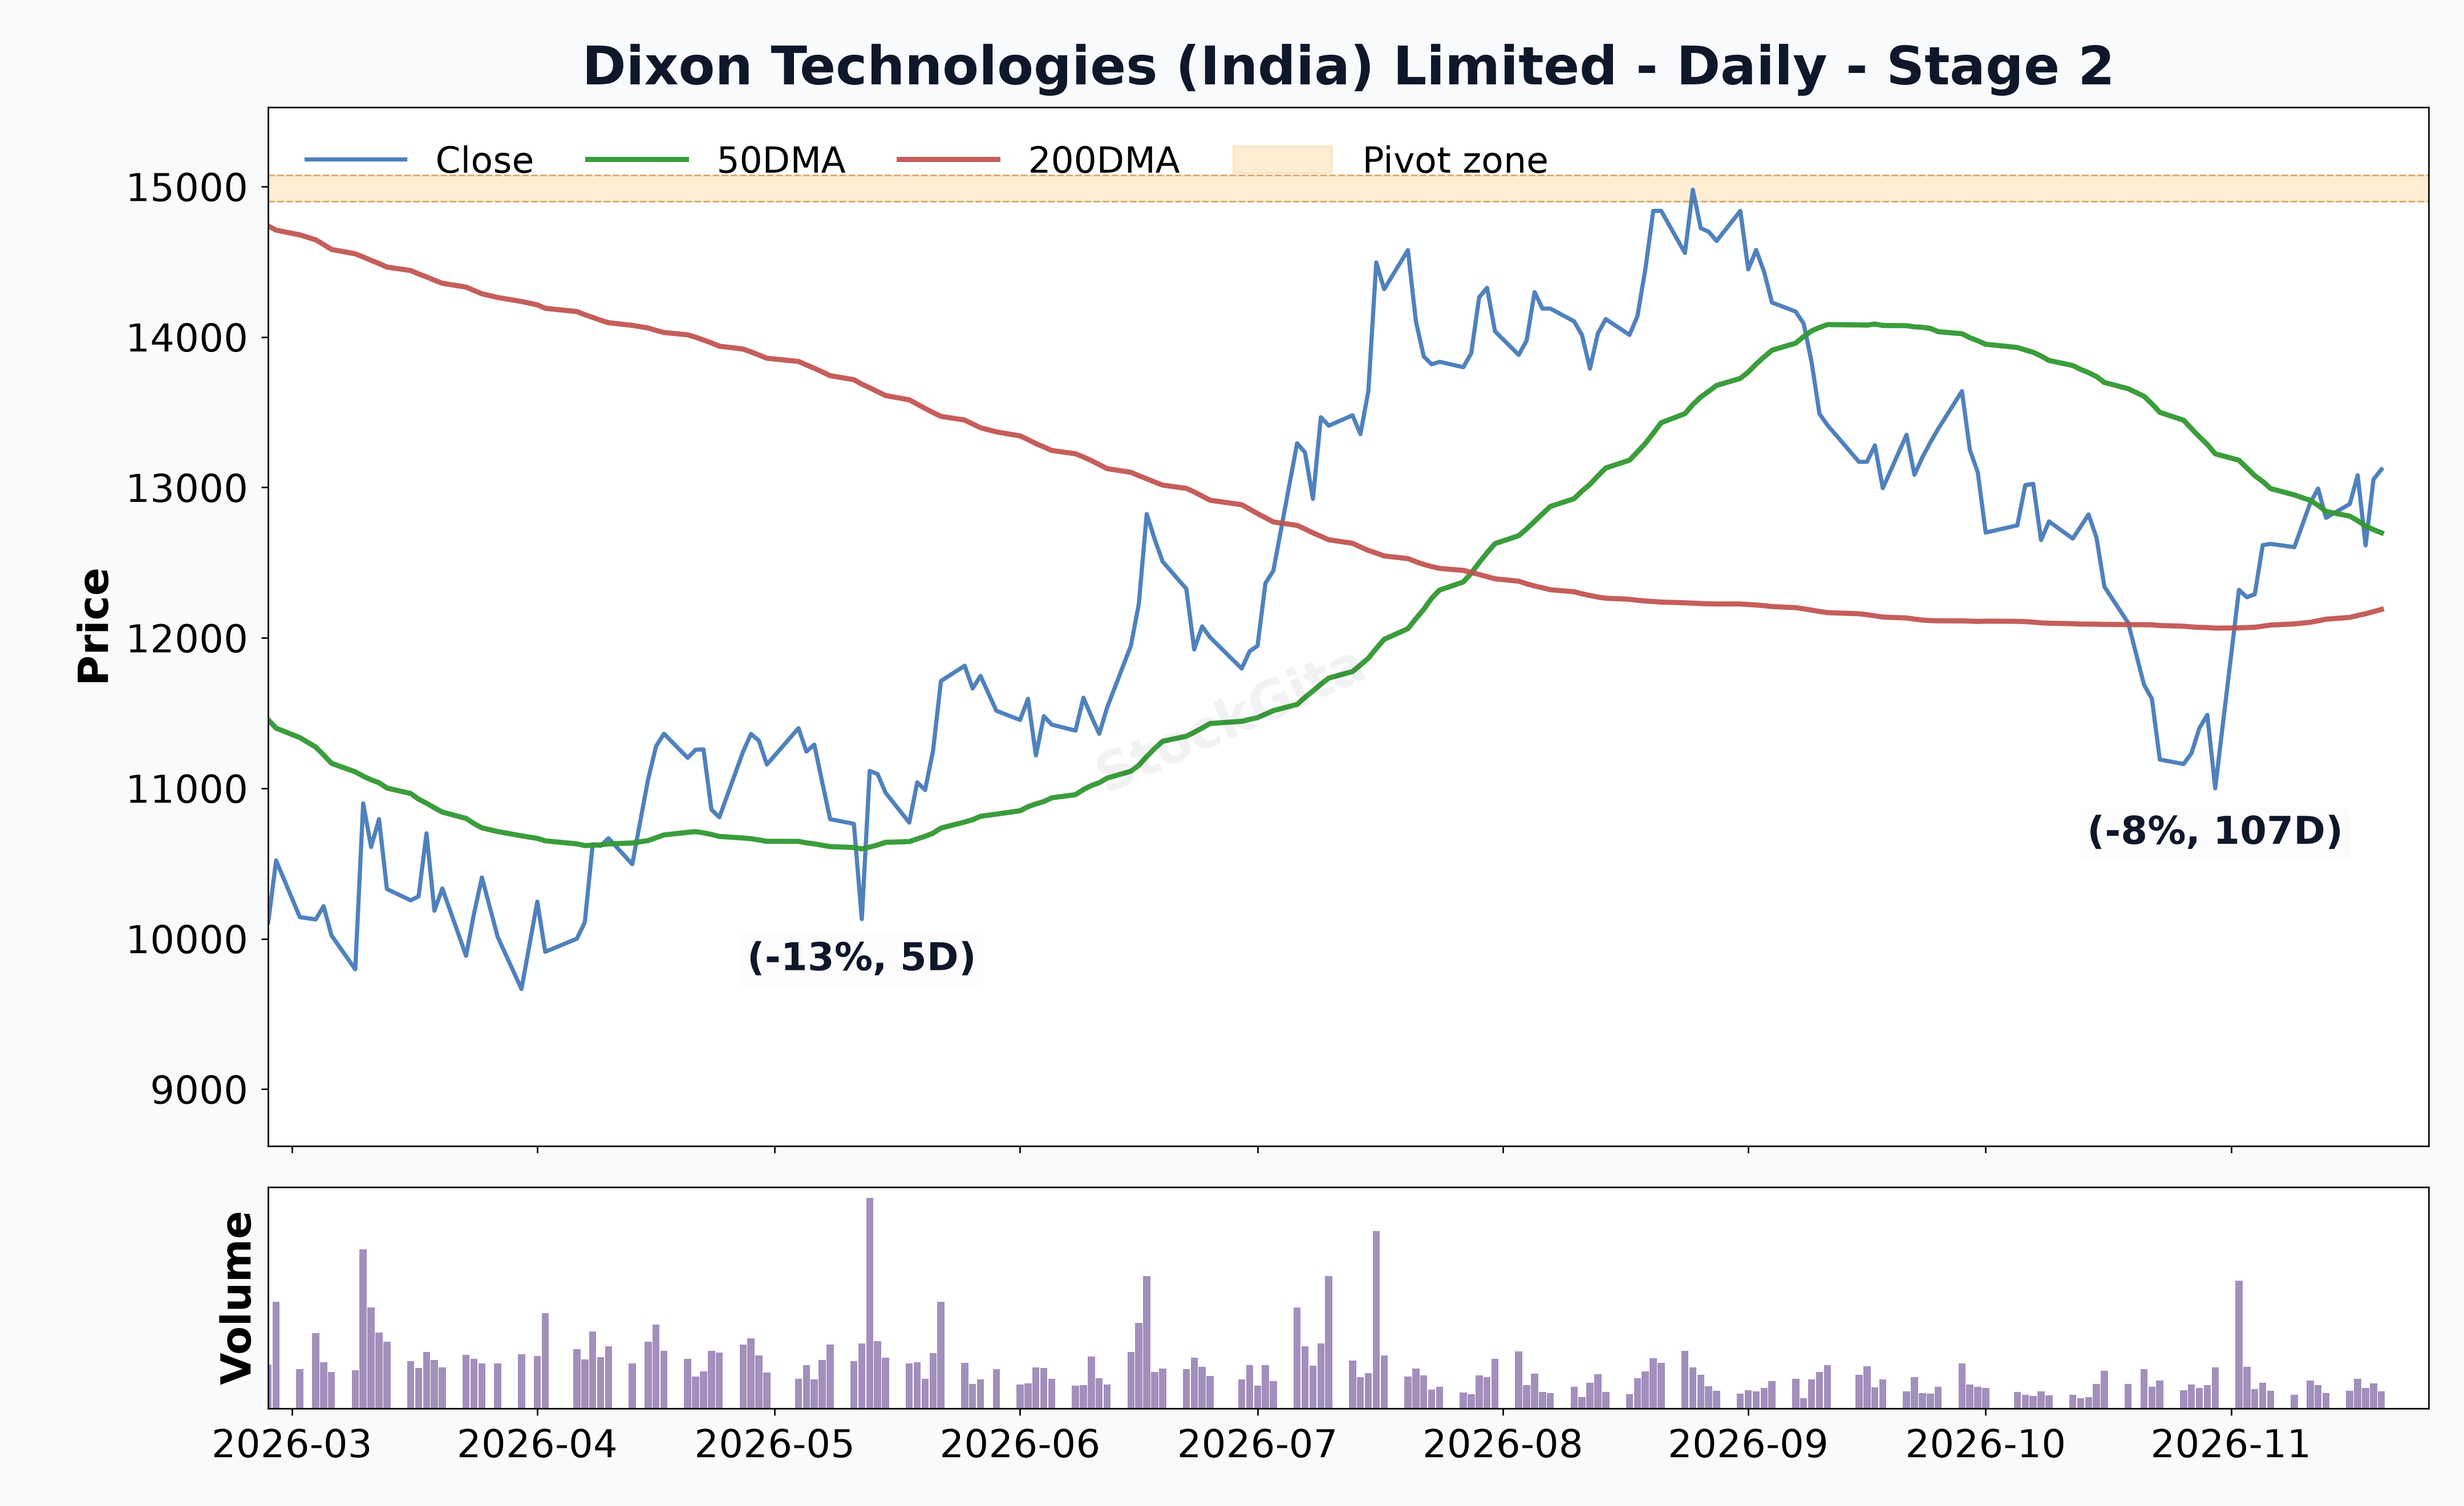 Dixon Technologies (India) Limited - Daily - Stage 2
Close 50DMA 200DMA Pivot zone
15000
14000
13000
12000
11000
10000
9000
Price
StockGita
(-13%, 5D)
(-8%, 107D)
Volume
2026-03 2026-04 2026-05 2026-06 2026-07 2026-08 2026-09 2026-10 2026-11